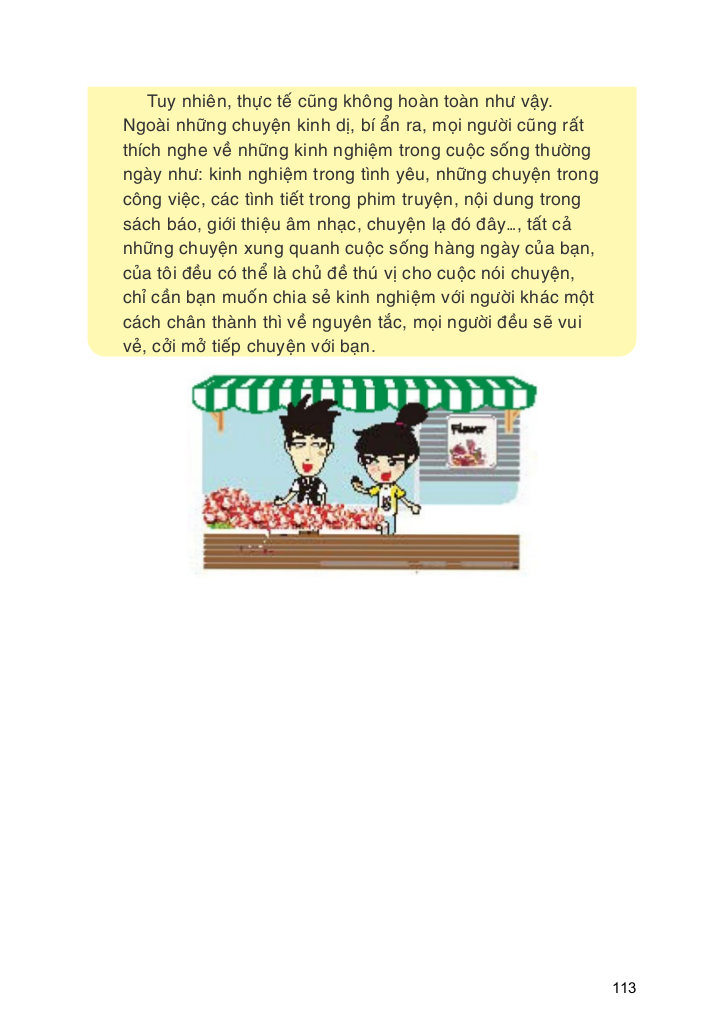 Tuy nhiên, thực tế cũng không hoàn toàn như vậy.
Ngoài những chuyện kinh dị, bí ẩn ra, mọi người cũng rất
thích nghe về những kinh nghiệm trong cuộc sống thường
ngày như: kinh nghiệm trong tình yêu, những chuyện trong
công việc, các tình tiết trong phim truyện, nội dung trong
sách báo, giới thiệu âm nhạc, chuyện lạ đó đây..., tất cả
những chuyện xung quanh cuộc sống hàng ngày của bạn,
của tôi đều có thể là chủ đề thú vị cho cuộc nói chuyện,
chỉ cần bạn muốn chia sẻ kinh nghiệm với người khác một
cách chân thành thì về nguyên tắc, mọi người đều sẽ vui
vẻ, cởi mở tiếp chuyện với bạn.
Flower
113